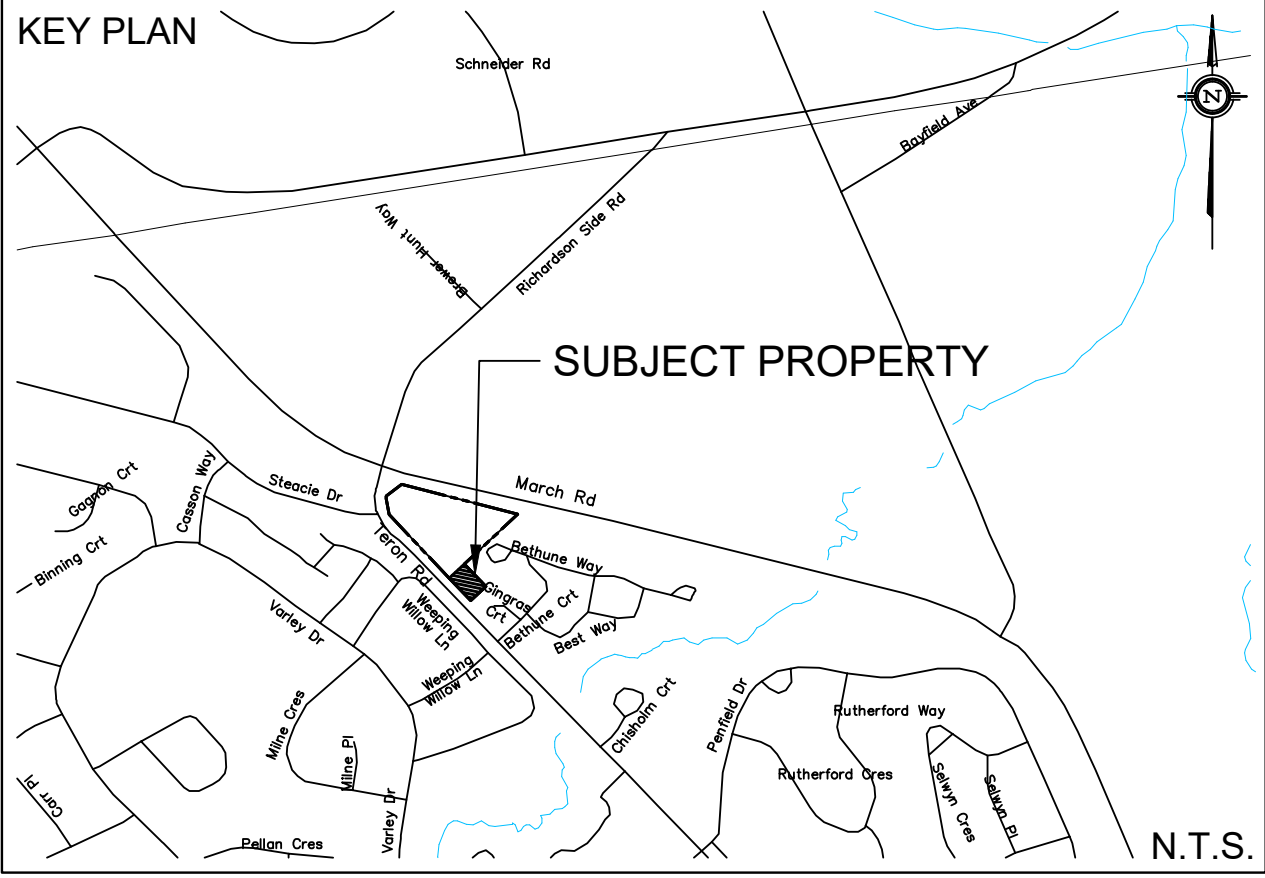 KEY PLAN
Schneider Rd
N
Bayfield Ave
Brewer Hunt Way
Richardson Side Rd
SUBJECT PROPERTY
Gagnon Crt
Casson Way
Steacie Dr
March Rd
Binning Crt
Teron Rd
Bethune Way
Gingras
Crt
Varley Dr
Weeping
Willow Ln
Bethune Crt
Best Way
Weeping
Willow Ln
Milne Cres
Chisholm Crt
Penfield Dr
Rutherford Way
Milne Pl
Rutherford Cres
Carr Pl
Varley Dr
Selwyn Cres
Selwyn Pl
Pellan Cres
N.T.S.